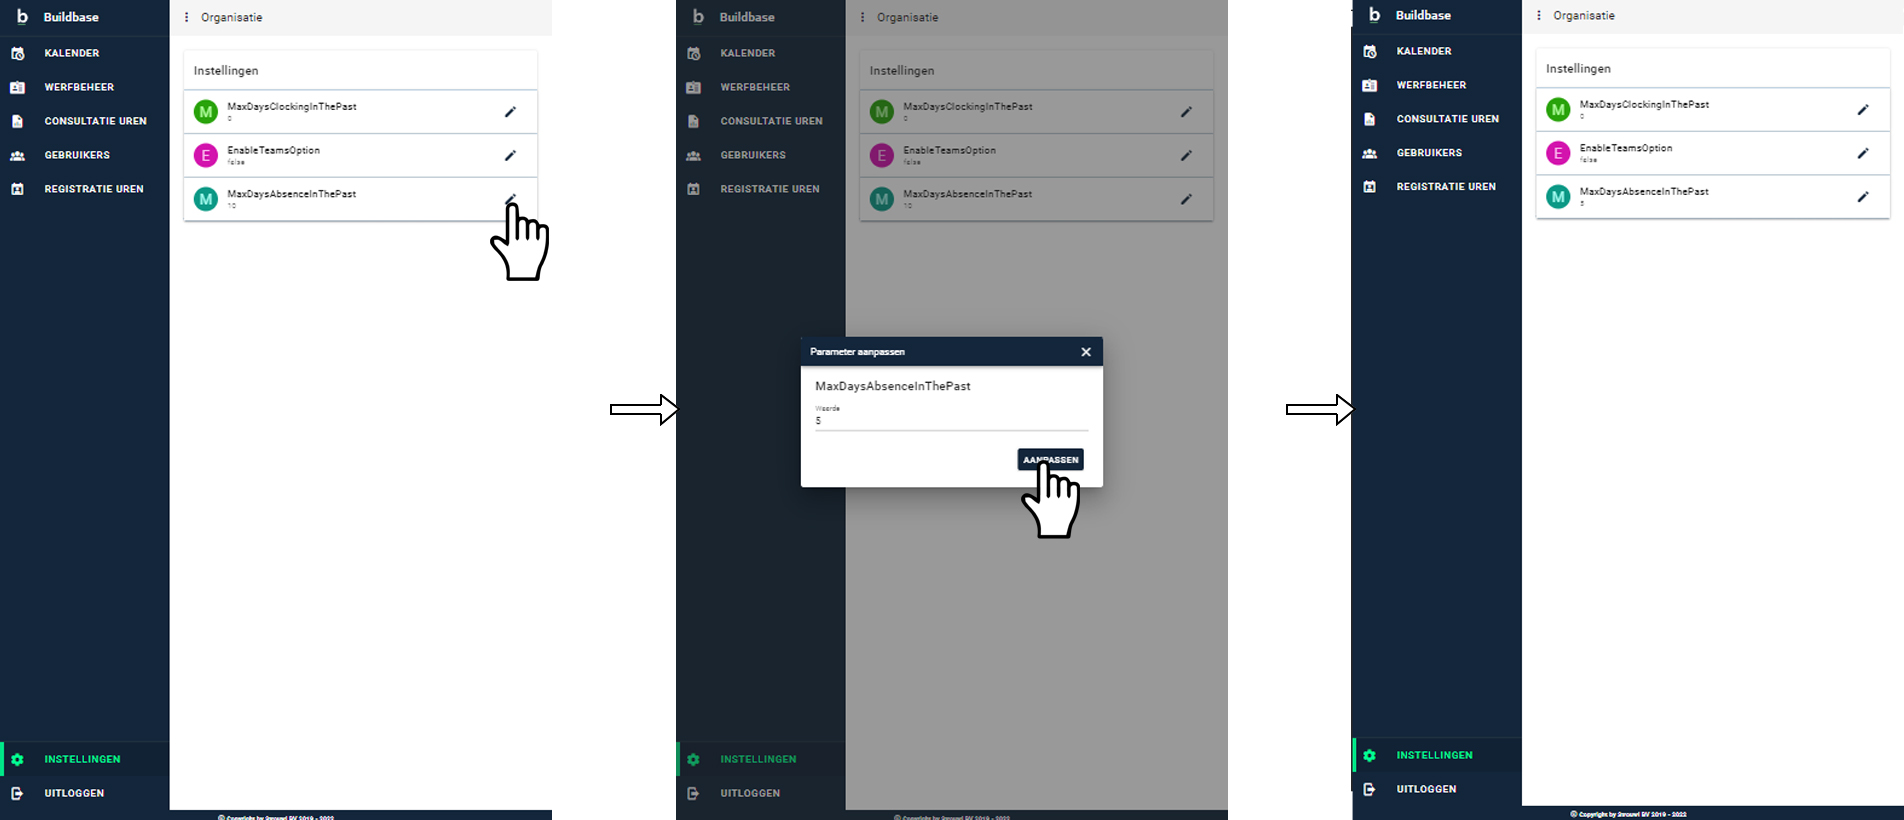 Buildbase
Organisatie
KALENDER
WERFBEHEER
CONSULTATIE UREN
GEBRUIKERS
REGISTRATIE UREN
Instellingen
M
MaxDaysClockingInThePast
0
E
EnableTeamsOption
false
M
MaxDaysAbsenceInThePast
10
INSTELLINGEN
UITLOGGEN
© Copyright by 3rouwl BV 2019 - 2022
Buildbase
Organisatie
KALENDER
WERFBEHEER
CONSULTATIE UREN
GEBRUIKERS
REGISTRATIE UREN
Instellingen
M
MaxDaysClockingInThePast
0
E
EnableTeamsOption
false
M
MaxDaysAbsenceInThePast
10
Parameter aanpassen
MaxDaysAbsenceInThePast
Waarde
5
AANPASSEN
INSTELLINGEN
UITLOGGEN
© Copyright by 3rouwl BV 2019 - 2022
Buildbase
Organisatie
KALENDER
WERFBEHEER
CONSULTATIE UREN
GEBRUIKERS
REGISTRATIE UREN
Instellingen
M
MaxDaysClockingInThePast
0
E
EnableTeamsOption
false
M
MaxDaysAbsenceInThePast
5
INSTELLINGEN
UITLOGGEN
© Copyright by 3rouwl BV 2019 - 2022